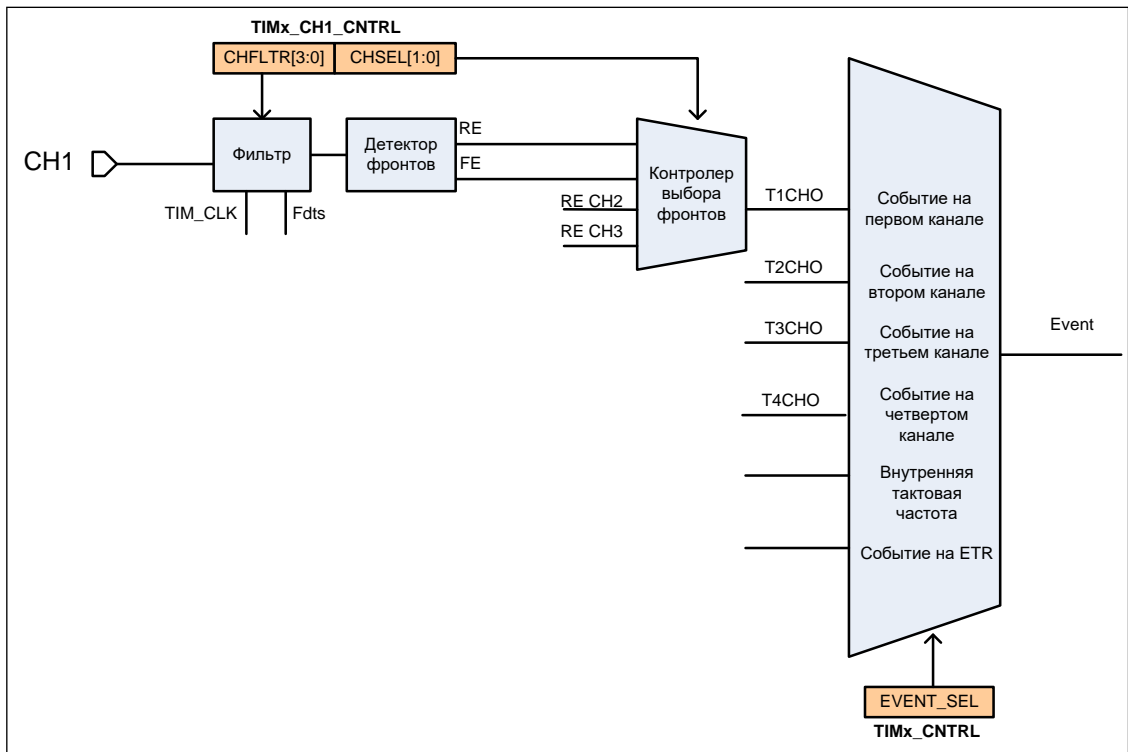 TIMx_CH1_CNTRL
CHFLTR[3:0] CHSEL[1:0]
CH1
Фильтр
TIM_CLK
Fdts
Детектор
фронтов
RE
FE
RE CH2
RE CH3
Контролер
выбора
фронтов
T1CHO
T2CHO
T3CHO
T4CHO
Событие на
первом канале
Событие на
втором канале
Событие на
третьем канале
Событие на
четвертом
канале
Внутренняя
тактовая
частота
Событие на ETR
Event
EVENT_SEL
TIMx_CNTRL